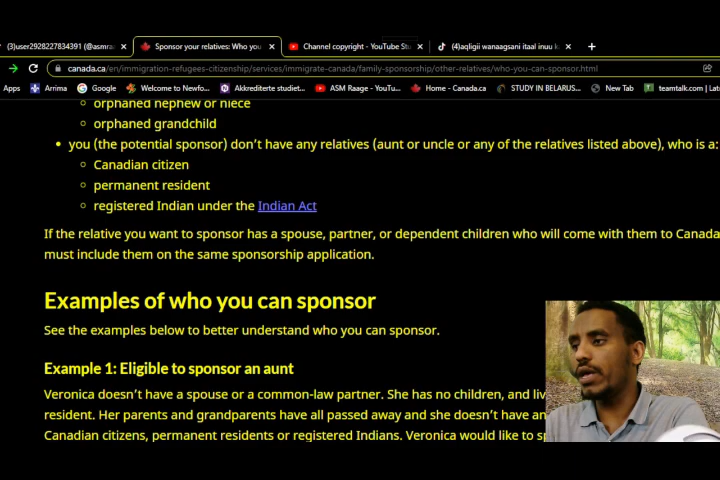 (3)user2928227834391 (@asmra
Sponsor your relatives: Who you
Channel copyright - YouTube Stu
(4)aqligii wanaagsani itaal inuu k
canada.ca/en/immigration-refugees-citizenship/services/immigrate-canada/family-sponsorship/other-relatives/who-you-can-sponsor.html
Apps Arrima Google Welcome to Newfo... Akkrediterte studiet... ASM Raage - YouTu... Home - Canada.ca STUDY IN BELARUS... New Tab teamtalk.com | Late
orphaned nephew or niece
orphaned grandchild
you (the potential sponsor) don't have any relatives (aunt or uncle or any of the relatives listed above), who is a:
Canadian citizen
permanent resident
registered Indian under the Indian Act
If the relative you want to sponsor has a spouse, partner, or dependent children who will come with them to Canada
must include them on the same sponsorship application.
Examples of who you can sponsor
See the examples below to better understand who you can sponsor.
Example 1: Eligible to sponsor an aunt
Veronica doesn't have a spouse or a common-law partner. She has no children, and liv
resident. Her parents and grandparents have all passed away and she doesn't have an
Canadian citizens, permanent residents or registered Indians. Veronica would like to sp